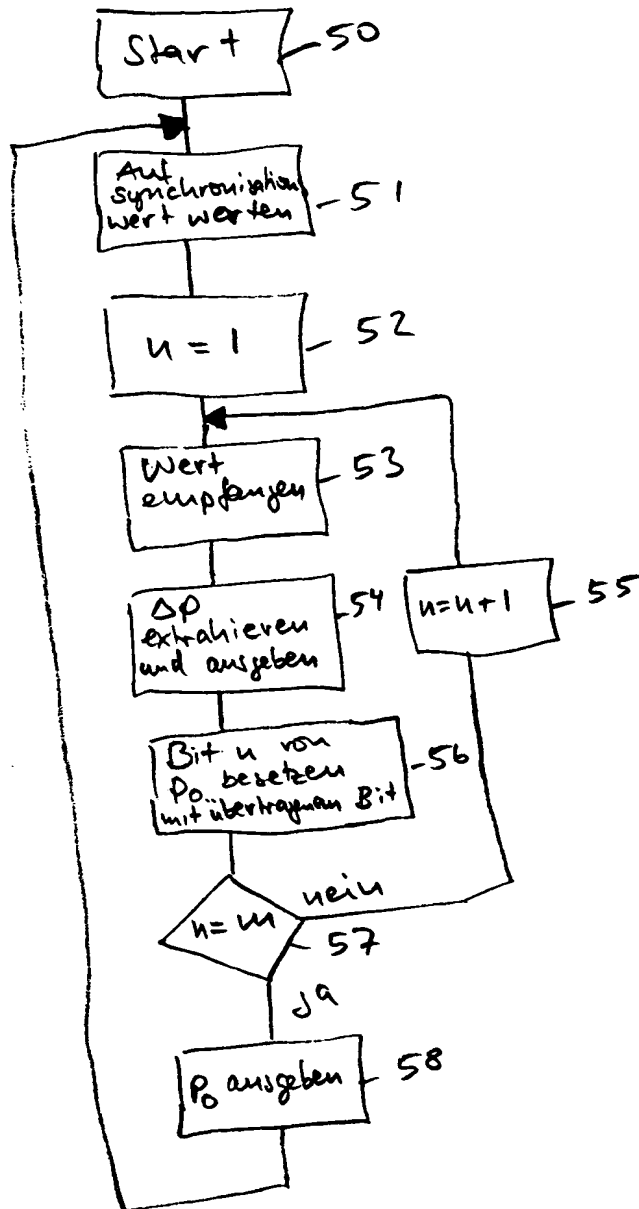 Start
50
Auf
synchronisation
wert warten
51
n = 1
52
Wert
empfangen
53
Δp
extrahieren
und ausgeben
54
n=n+1
55
Bit n von
P0 besetzen
mit übertragenen Bit
56
n=m
nein
57
ja
P0 ausgeben
58